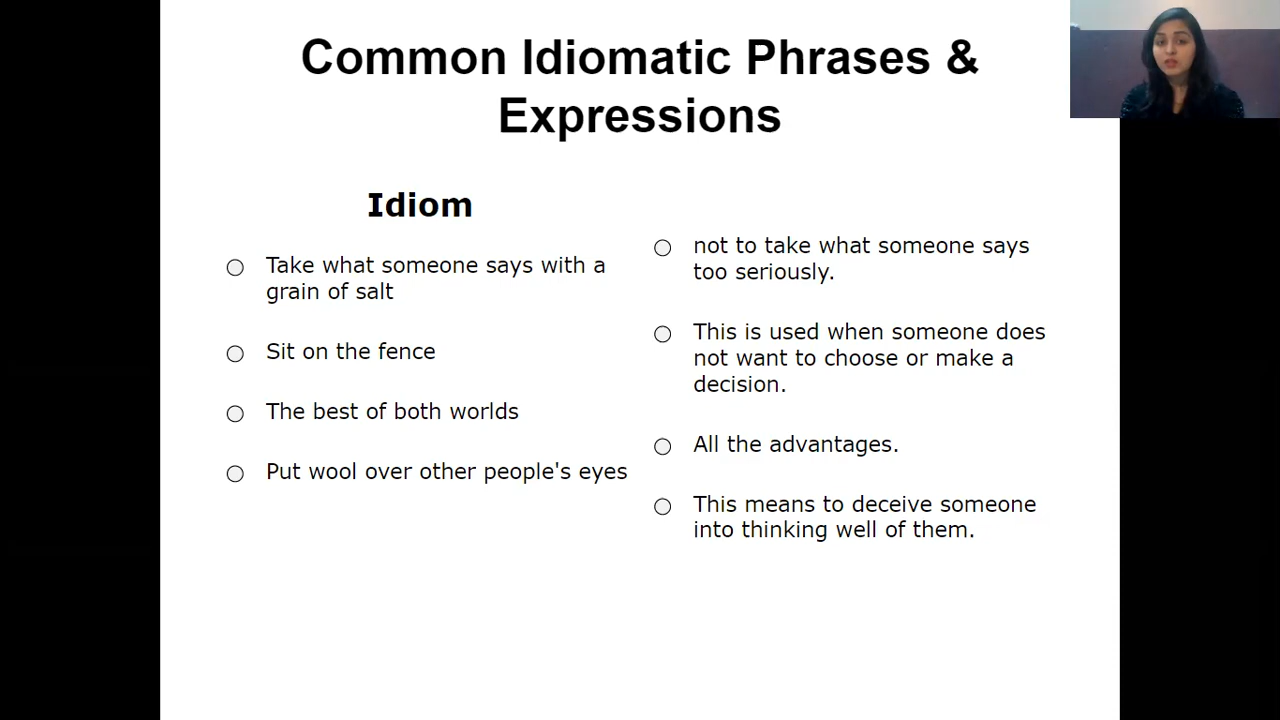 Common Idiomatic Phrases &
Expressions
Idiom
Take what someone says with a
grain of salt
Sit on the fence
The best of both worlds
Put wool over other people's eyes
not to take what someone says
too seriously.
This is used when someone does
not want to choose or make a
decision.
All the advantages.
This means to deceive someone
into thinking well of them.